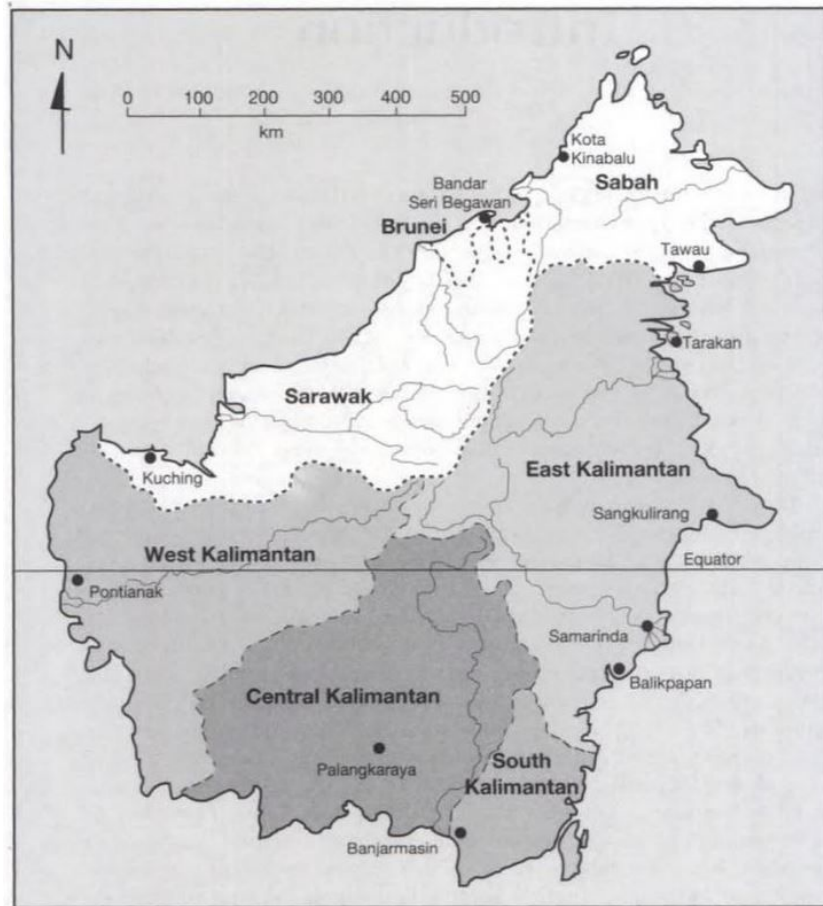 N
0 100 200 300 400 500
km
Kota
Kinabalu
Sabah
Bandar
Seri Begawan
Brunei
Tawau
Tarakan
Sarawak
Kuching
East Kalimantan
Sangkulirang
West Kalimantan
Equator
Pontianak
Samarinda
Balikpapan
Central Kalimantan
Palangkaraya
South
Kalimantan
Banjarmasin